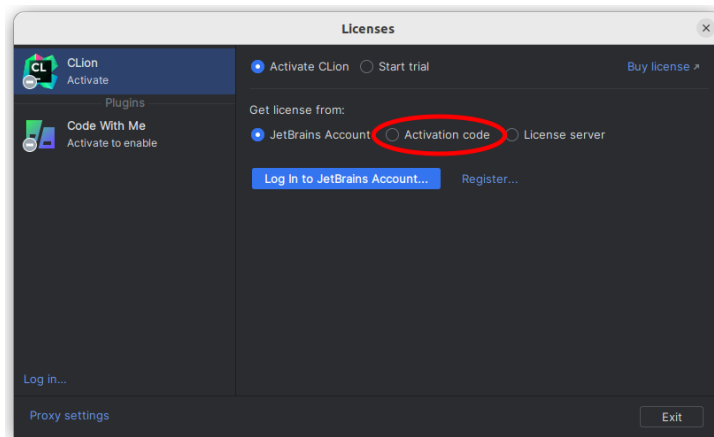 Licenses
CL
CLion
Activate
Plugins
Code With Me
Activate to enable
Log in...
Activate CLion Start trial Buy license ↗
Get license from:
JetBrains Account Activation code License server
Log In to JetBrains Account... Register...
Proxy settings Exit